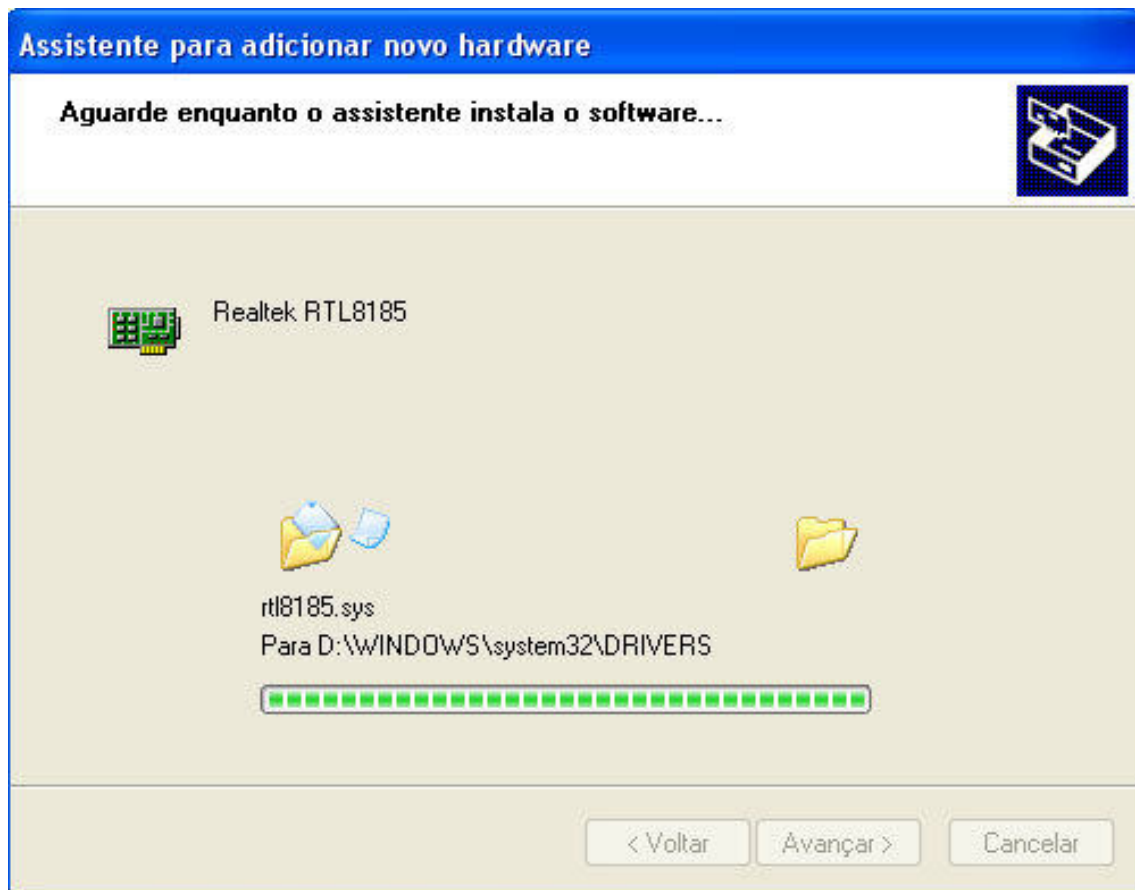 Assistente para adicionar novo hardware
Aguarde enquanto o assistente instala o software...
Realtek RTL8185
rtl8185.sys
Para D:\WINDOWS\system32\DRIVERS
< Voltar
Avançar >
Cancelar